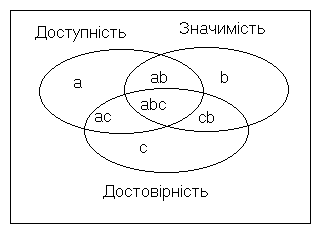 Доступність
Значимість
a
ab
b
abc
ac
cb
c
Достовірність